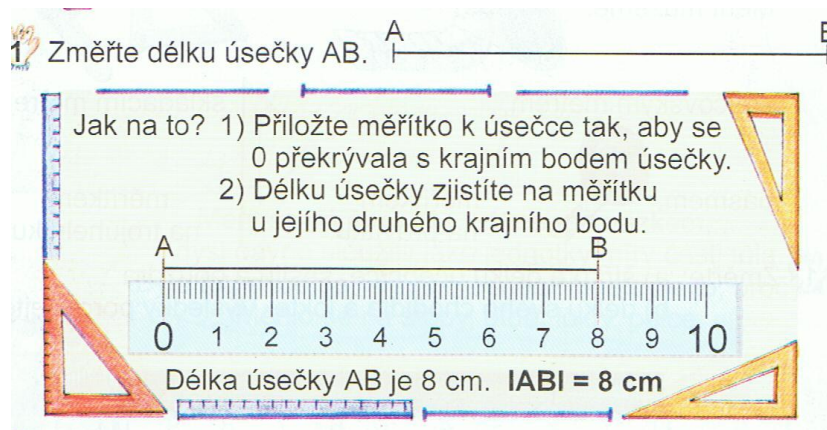 A B
1 Změřte délku úsečky AB.
Jak na to? 1) Přiložte měřítko k úsečce tak, aby se
0 překrývala s krajním bodem úsečky.
2) Délku úsečky zjistíte na měřítku
u jejího druhého krajního bodu.
A B
0 1 2 3 4 5 6 7 8 9 10
Délka úsečky AB je 8 cm. IABI = 8 cm